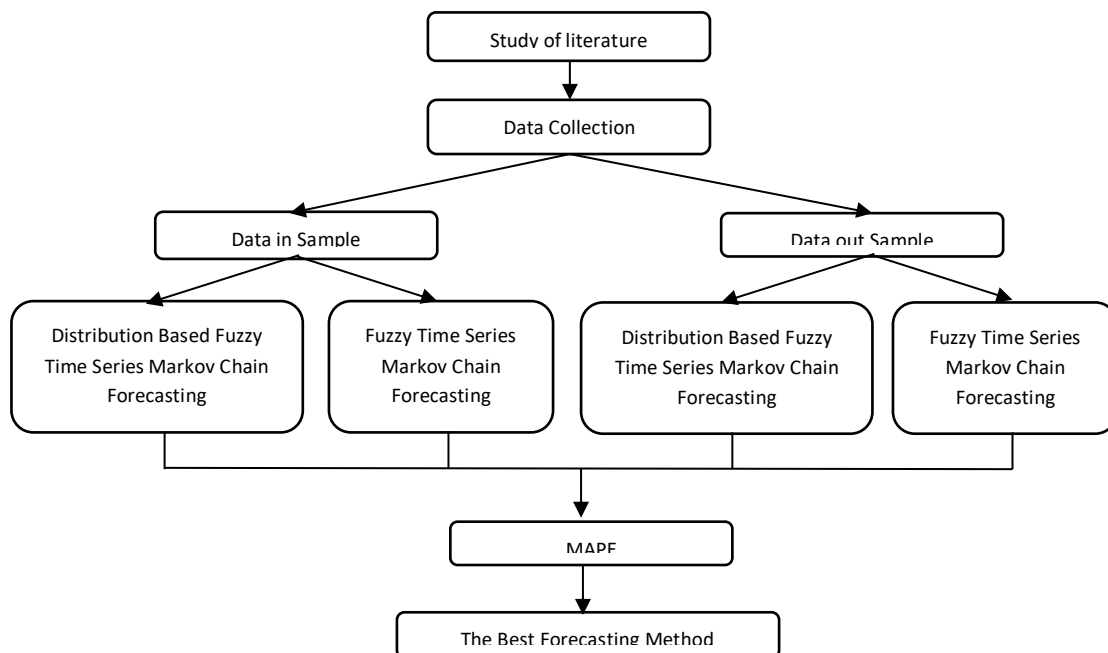 Study of literature
Data Collection
Data in Sample
Data out Sample
Distribution Based Fuzzy
Time Series Markov Chain
Forecasting
Fuzzy Time Series
Markov Chain
Forecasting
Distribution Based Fuzzy
Time Series Markov Chain
Forecasting
Fuzzy Time Series
Markov Chain
Forecasting
MAPE
The Best Forecasting Method